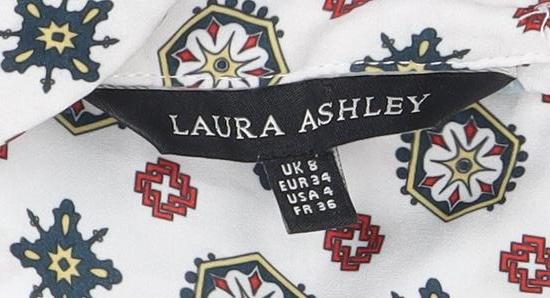 LAURA ASHLEY
UK 8
EUR 34
USA 4
FR 36